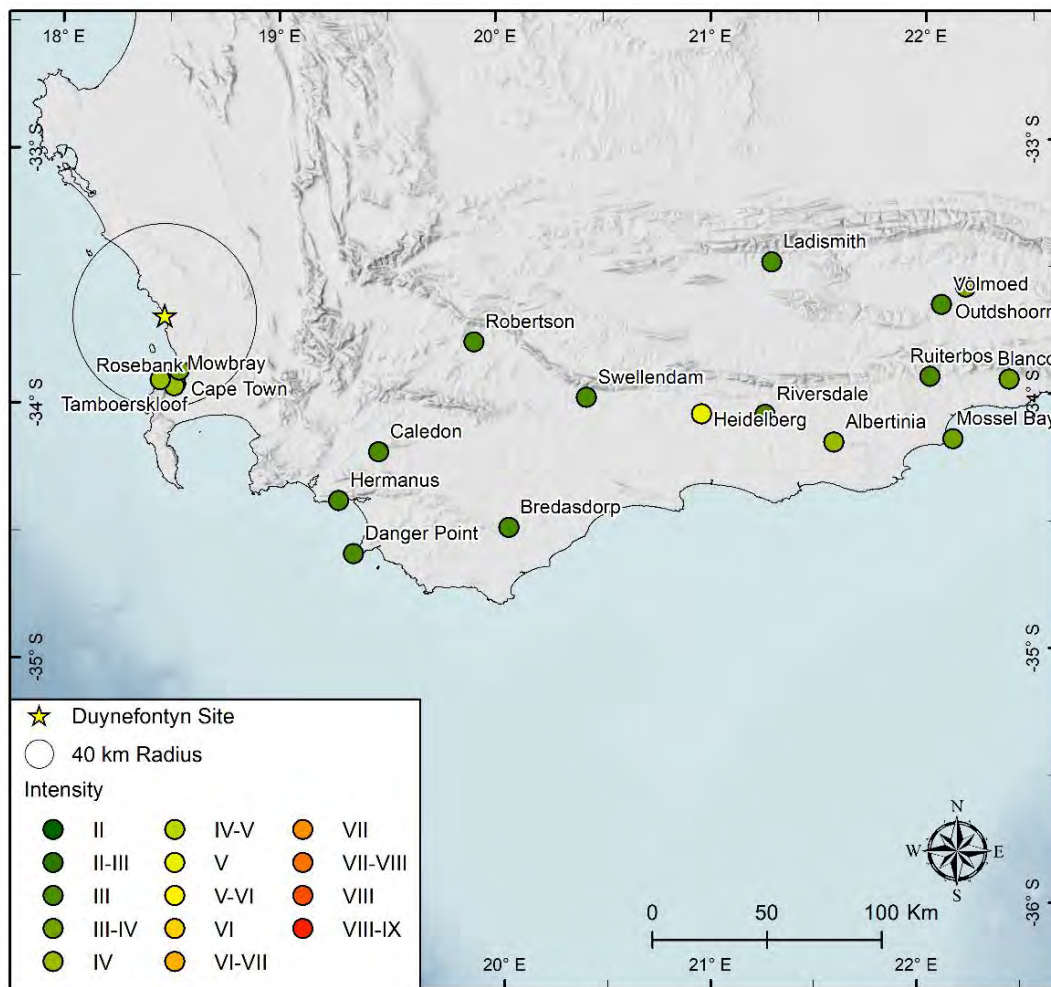 18° E
19° E
20° E
21° E
22° E
-33° S
-33° S
Ladismith
Volmoed
Outdshoorn
Robertson
Rosebank
Mowbray
Ruiterbos
Blanco
Swellendam
Cape Town
Riversdale
-34° S
-34° S
Tamboerskloof
Heidelberg
Albertinia
Mossel Bay
Caledon
Hermanus
Bredasdorp
Danger Point
-35° S
-35° S
Duynefontyn Site
40 km Radius
Intensity
II
IV-V
VII
II-III
V
VII-VIII
III
V-VI
VIII
III-IV
VI
VIII-IX
IV
VI-VII
N
W
E
S
0
50
100 Km
-36° S
20° E
21° E
22° E